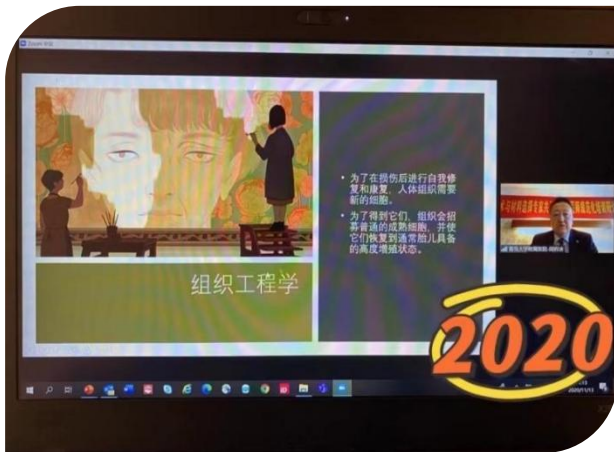 组织工程学
• 为了在损伤后进行自我修
复和康复,人体组织需要
新的细胞。
• 为了得到它们,组织会招
募普通的成熟细胞,并使
它们恢复到通常胎儿具备
的高度增殖状态。
2020